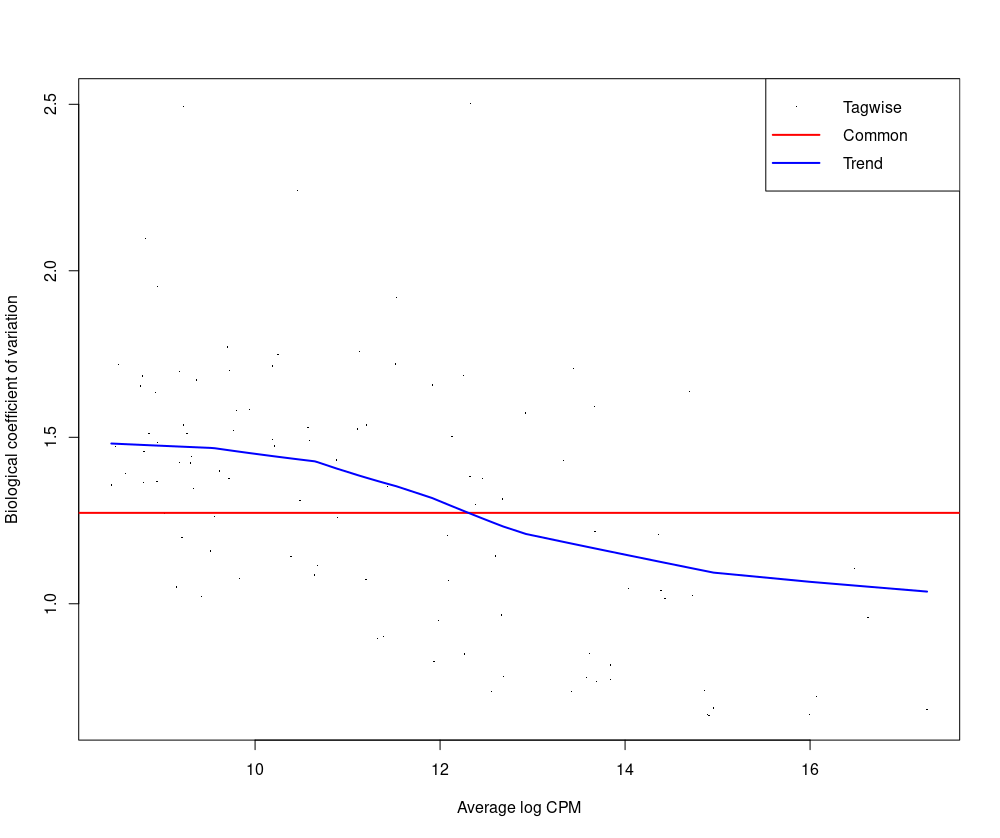 Tagwise
Common
Trend
Biological coefficient of variation
2.5
2.0
1.5
1.0
10 12 14 16
Average log CPM